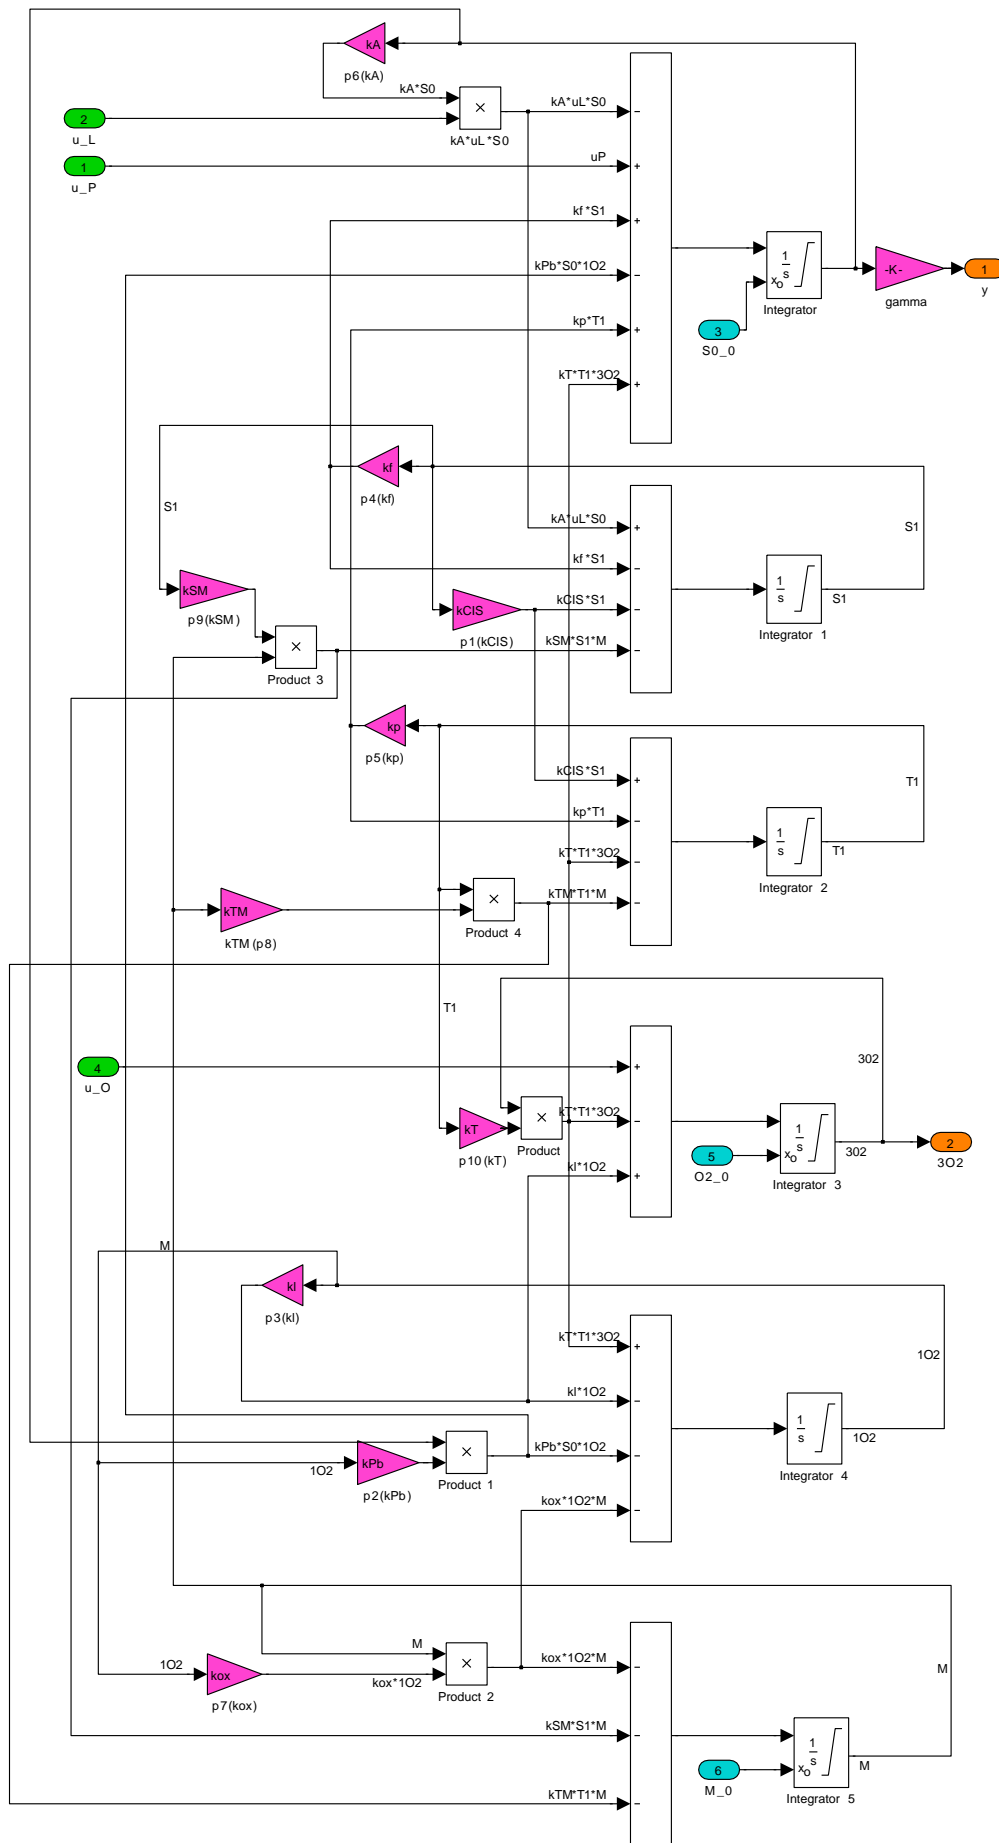 kA
p6(kA)
kA*S0
×
kA*uL*S0
kA*uL*S0
−
2
u_L
1
u_P
uP
+
kf*S1
+
kPb*S0*1O2
−
kp*T1
+
kT*T1*3O2
+
1
s
xo
Integrator
3
S0_0
-K-
gamma
1
y
kf
p4(kf)
S1
kA*uL*S0
+
kf*S1
−
kCIS*S1
−
kSM*S1*M
−
kSM
p9(kSM)
×
Product 3
kCIS
p1(kCIS)
1
s
Integrator 1
S1
S1
kp
p5(kp)
kCIS*S1
+
kp*T1
−
kT*T1*3O2
−
kTM*T1*M
−
1
s
Integrator 2
T1
T1
kTM
kTM(p8)
×
Product 4
T1
4
u_O
+
kT
p10(kT)
×
Product
kT*T1*3O2
−
kl*1O2
+
5
O2_0
1
s
xo
Integrator 3
302
302
2
3O2
M
kl
p3(kl)
kT*T1*3O2
+
kl*1O2
−
kPb*S0*1O2
−
kox*1O2*M
−
1
s
Integrator 4
1O2
1O2
1O2
kPb
p2(kPb)
×
Product 1
M
1O2
kox
p7(kox)
kox*1O2
×
Product 2
kox*1O2*M
−
kSM*S1*M
−
kTM*T1*M
−
6
M_0
1
s
xo
Integrator 5
M
M